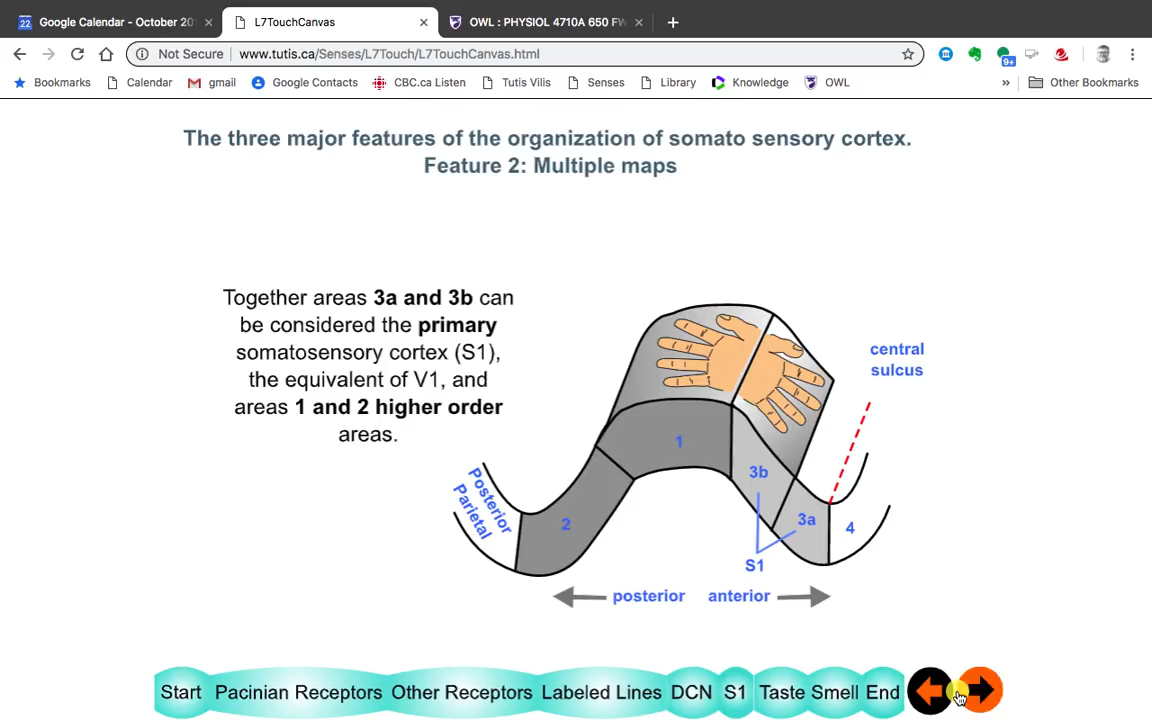 22 Google Calendar - October 20
L7TouchCanvas
OWL : PHYSIOL 4710A 650 FW
Not Secure www.tutis.ca/Senses/L7Touch/L7TouchCanvas.html
9+
Bookmarks Calendar gmail Google Contacts CBC.ca Listen Tutis Vilis Senses Library Knowledge OWL » Other Bookmarks
The three major features of the organization of somato sensory cortex.
Feature 2: Multiple maps
Together areas 3a and 3b can
be considered the primary
somatosensory cortex (S1),
the equivalent of V1, and
areas 1 and 2 higher order
areas.
central
sulcus
1
3b
Posterior
Parietal
2
3a
4
S1
posterior anterior
Start Pacinian Receptors Other Receptors Labeled Lines DCN S1 Taste Smell End